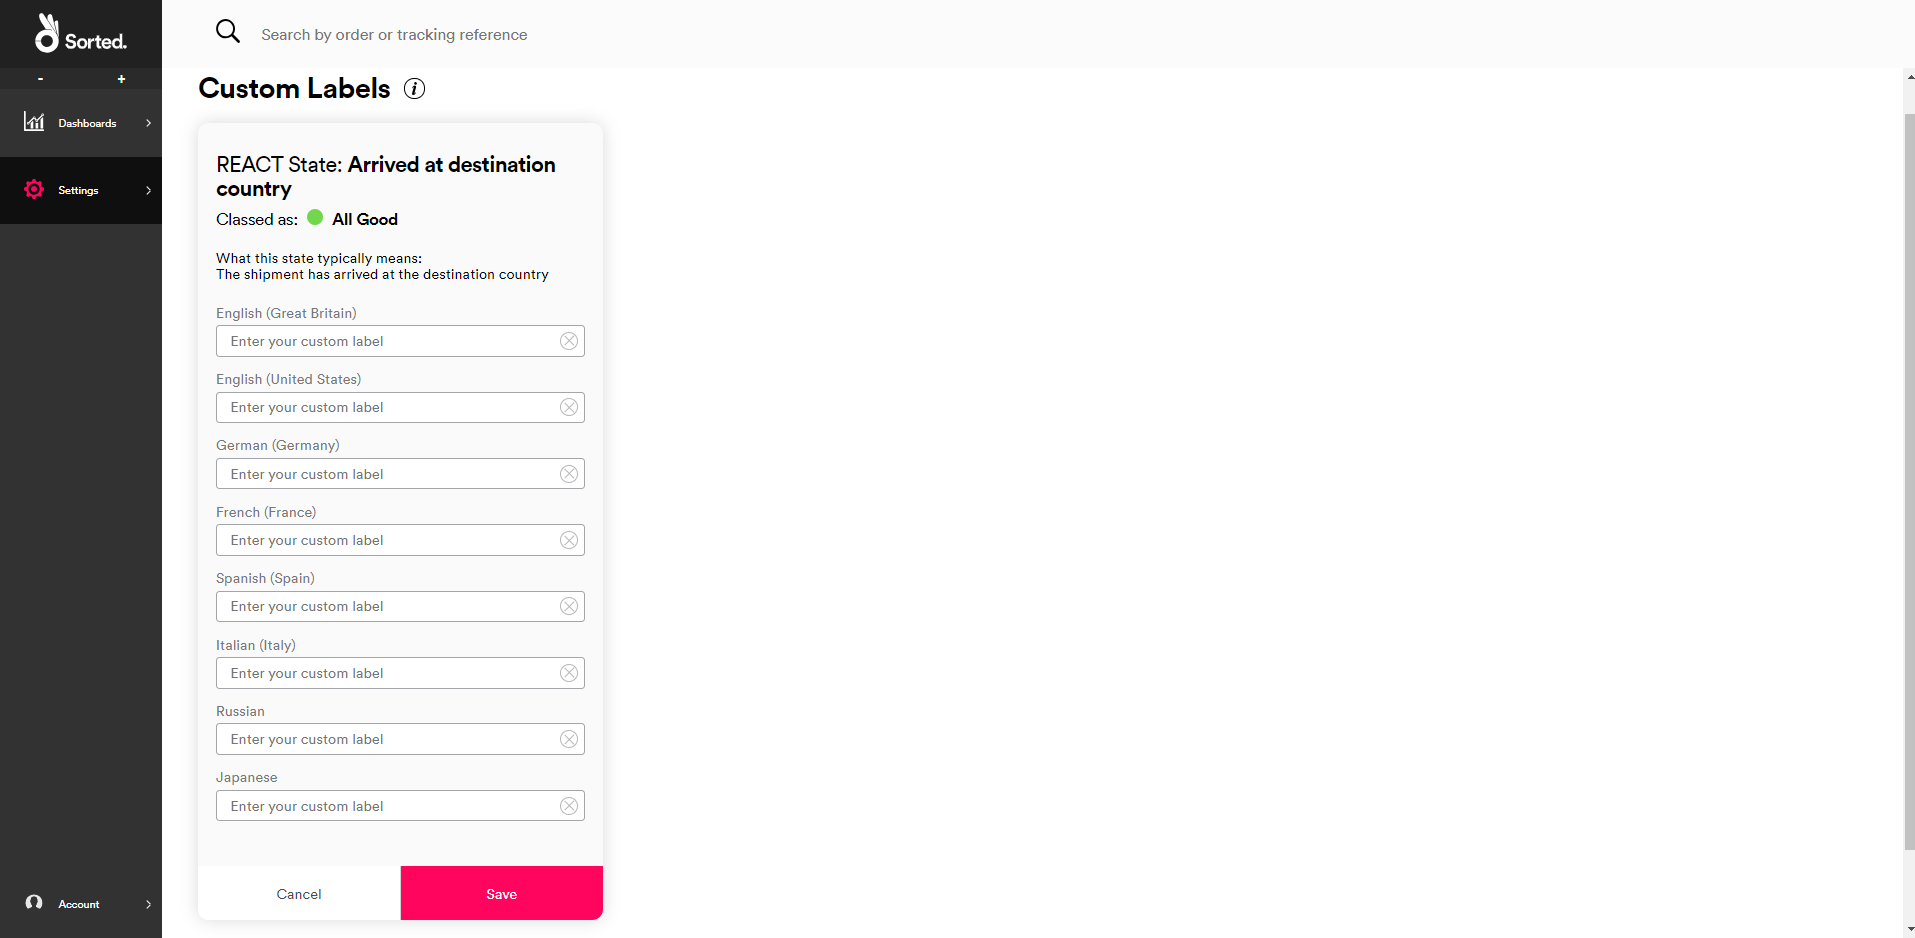 Sorted.
- +
Dashboards
Settings
Account
Search by order or tracking reference
Custom Labels i
REACT State: Arrived at destination
country
Classed as: All Good
What this state typically means:
The shipment has arrived at the destination country
English (Great Britain)
Enter your custom label
English (United States)
Enter your custom label
German (Germany)
Enter your custom label
French (France)
Enter your custom label
Spanish (Spain)
Enter your custom label
Italian (Italy)
Enter your custom label
Russian
Enter your custom label
Japanese
Enter your custom label
Cancel
Save